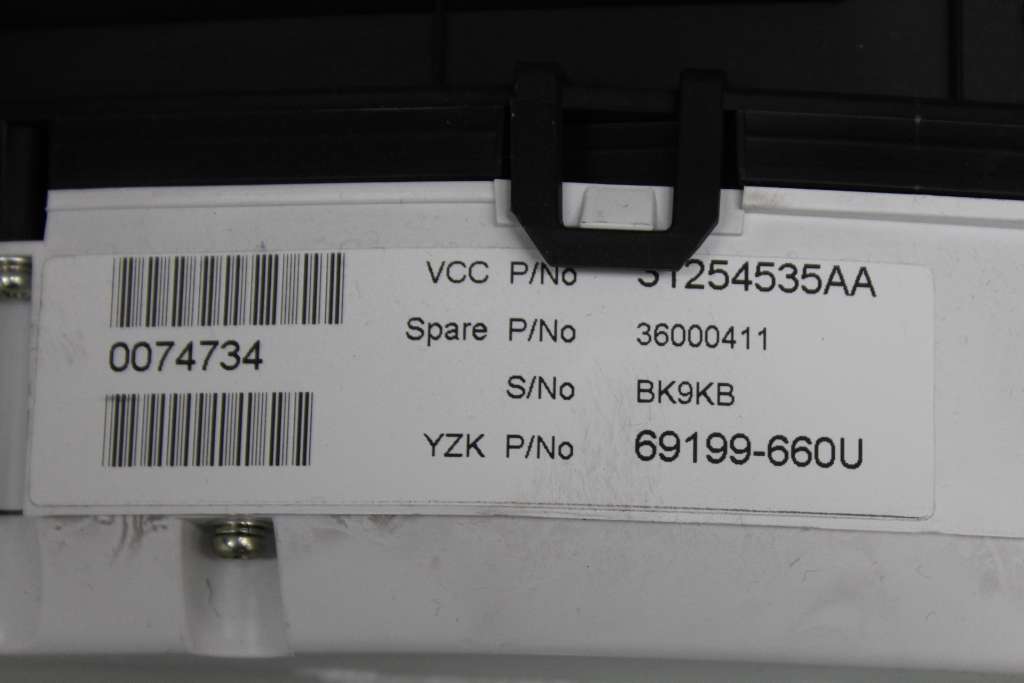 VCC P/No 31254535AA
0074734
Spare P/No 36000411
S/No BK9KB
YZK P/No 69199-660U